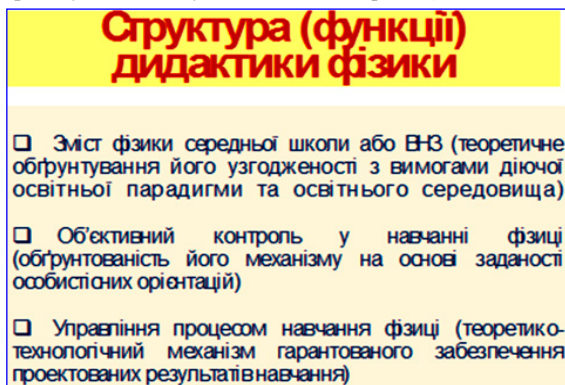 Структура (функції)
дидактики фізики
❑ Зміст фізики середньої школи або ВНЗ (теоретичне
обґрунтування його узгодженості з вимогами діючої
освітньої парадигми та освітнього середовища)
❑ Об’єктивний контроль у навчанні фізиці
(обґрунтованість його механізму на основі заданості
особистісних орієнтацій)
❑ Управління процесом навчання фізиці (теоретико-
технологічний механізм гарантованого забезпечення
проектованих результатів навчання)